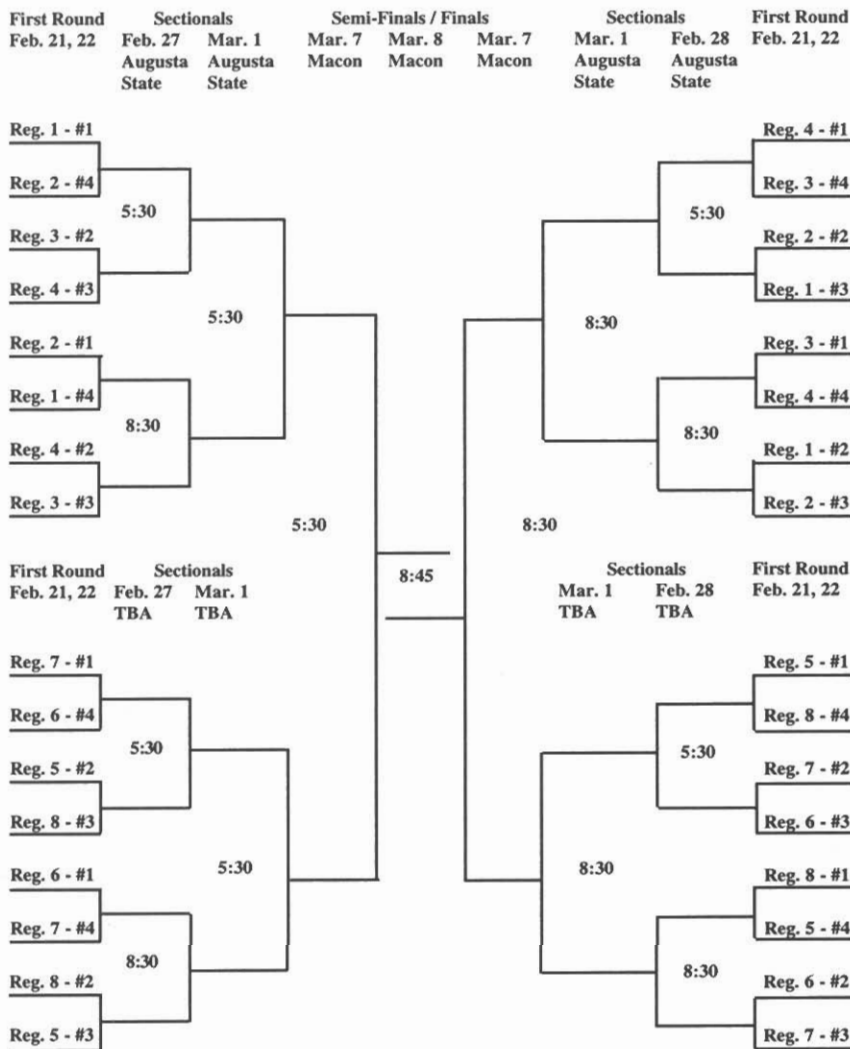 First Round Sectionals Semi-Finals / Finals Sectionals First Round
Feb. 21, 22 Feb. 27 Mar. 1 Mar. 7 Mar. 8 Mar. 7 Mar. 1 Feb. 28 Feb. 21, 22
Augusta Augusta Macon Macon Macon Augusta Augusta
State State State State
Reg. 1 - #1 Reg. 4 - #1
Reg. 2 - #4 Reg. 3 - #4
5:30 5:30
Reg. 3 - #2 Reg. 2 - #2
Reg. 4 - #3 Reg. 1 - #3
5:30 8:30
Reg. 2 - #1 Reg. 3 - #1
Reg. 1 - #4 Reg. 4 - #4
8:30 8:30
Reg. 4 - #2 Reg. 1 - #2
Reg. 3 - #3 Reg. 2 - #3
5:30 8:30
First Round Sectionals 8:45 Sectionals First Round
Feb. 21, 22 Feb. 27 Mar. 1 Mar. 1 Feb. 28 Feb. 21, 22
TBA TBA TBA TBA
Reg. 7 - #1 Reg. 5 - #1
Reg. 6 - #4 Reg. 8 - #4
5:30 5:30
Reg. 5 - #2 Reg. 7 - #2
Reg. 8 - #3 Reg. 6 - #3
5:30 8:30
Reg. 6 - #1 Reg. 8 - #1
Reg. 7 - #4 Reg. 5 - #4
8:30 8:30
Reg. 8 - #2 Reg. 6 - #2
Reg. 5 - #3 Reg. 7 - #3